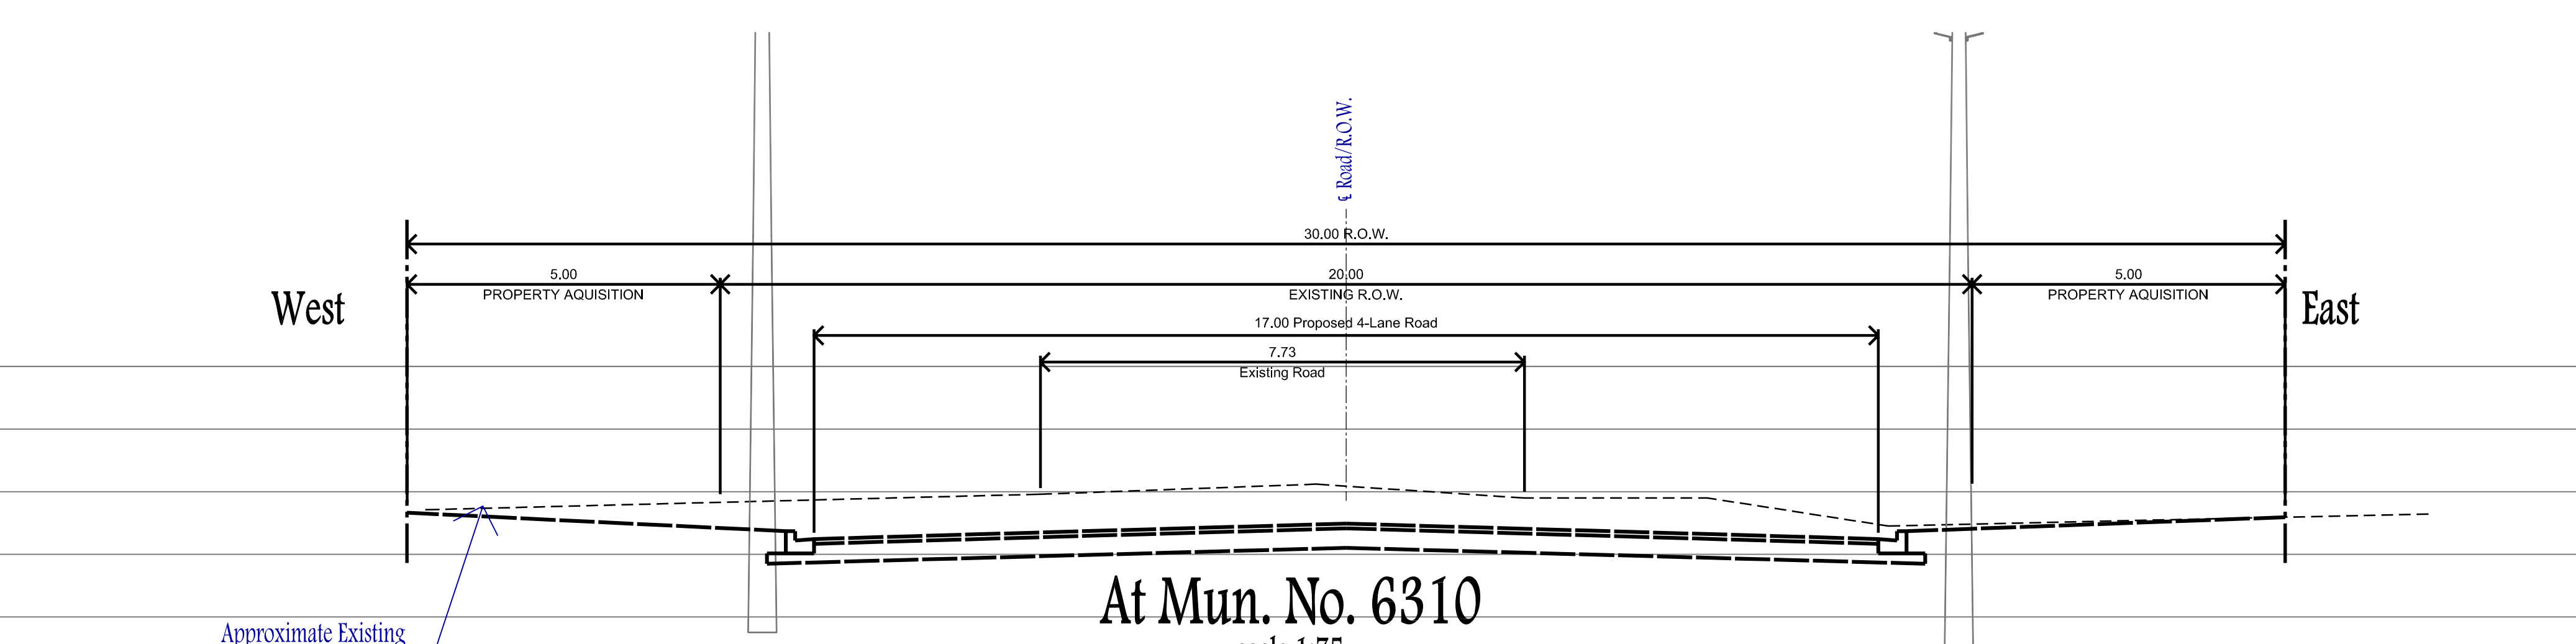 ℄ Road/R.O.W.
30.00 R.O.W.
5.00
20.00
5.00
West
PROPERTY AQUISITION
EXISTING R.O.W.
PROPERTY AQUISITION
East
17.00 Proposed 4-Lane Road
7.73
Existing Road
At Mun. No. 6310
Approximate Existing